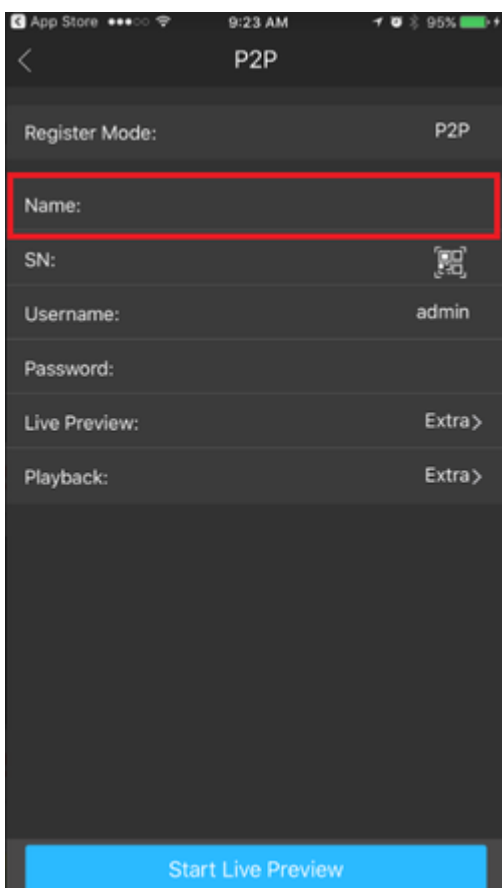 App Store 9:23 AM 95%
P2P
Register Mode: P2P
Name:
SN:
Username: admin
Password:
Live Preview: Extra>
Playback: Extra>
Start Live Preview